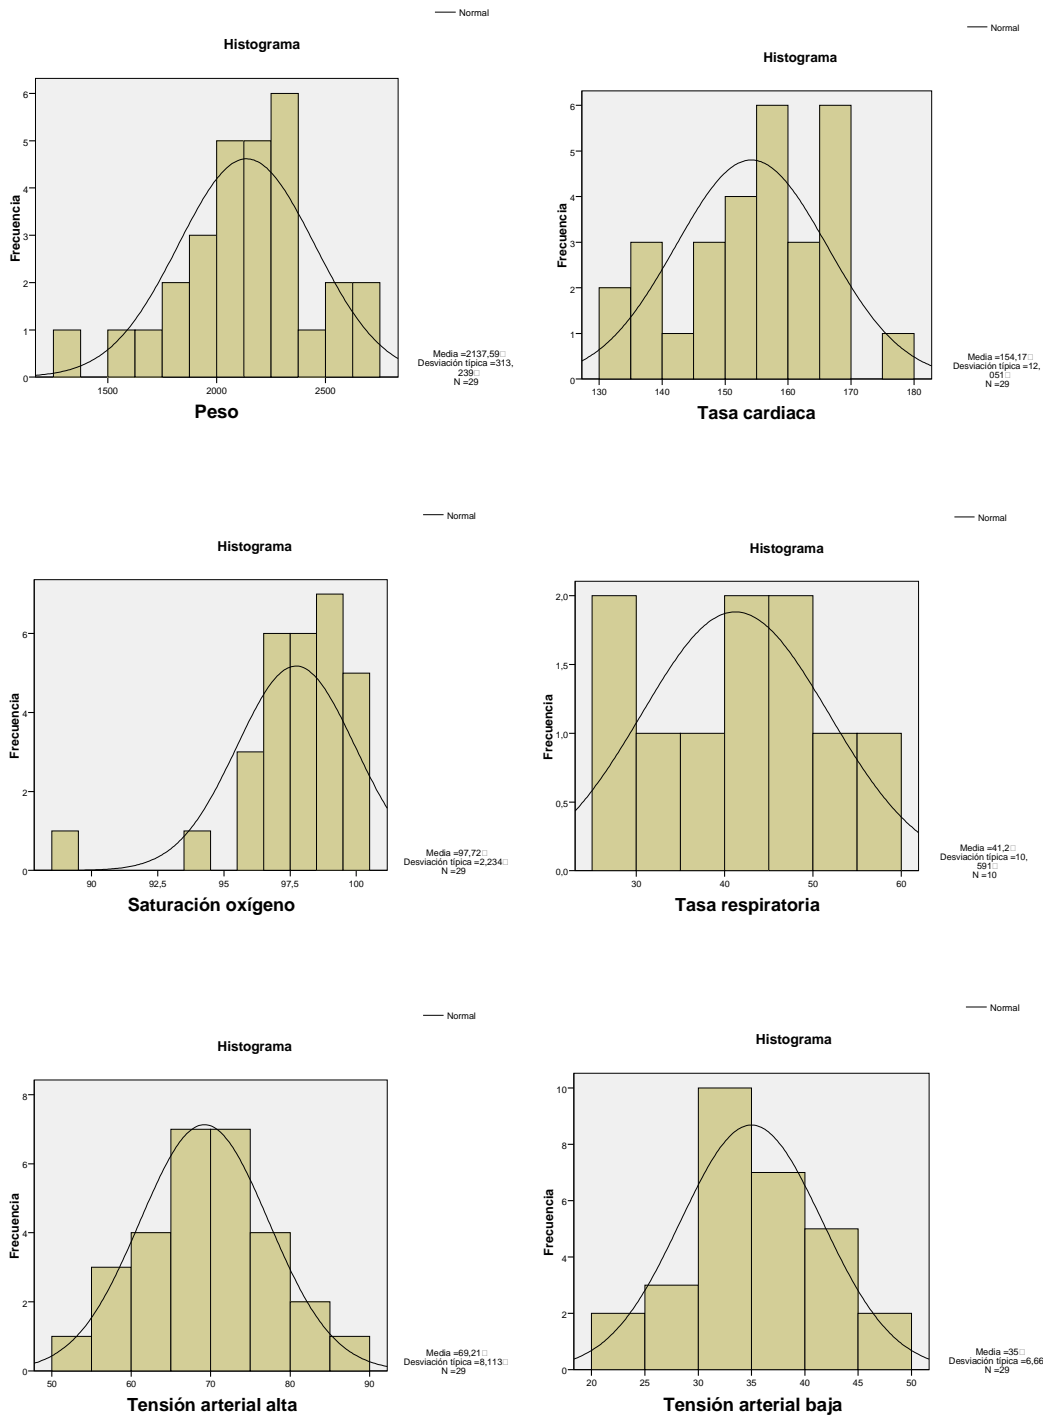 Normal
Histograma
Frecuencia
6
5
4
3
2
1
0
1500 2000 2500
Peso
Media =2137,59
Desviación típica =313,
239
N =29
Normal
Histograma
Frecuencia
6
5
4
3
2
1
0
130 140 150 160 170 180
Tasa cardiaca
Media =154,17
Desviación típica =12,
051
N =29
Normal
Histograma
Frecuencia
6
4
2
0
90 92,5 95 97,5 100
Saturación oxígeno
Media =97,72
Desviación típica =2,234
N =29
Normal
Histograma
Frecuencia
2,0
1,5
1,0
0,5
0,0
30 40 50 60
Tasa respiratoria
Media =41,2
Desviación típica =10,
591
N =10
Normal
Histograma
Frecuencia
8
6
4
2
0
50 60 70 80 90
Tensión arterial alta
Media =69,21
Desviación típica =8,113
N =29
Normal
Histograma
Frecuencia
10
8
6
4
2
0
20 25 30 35 40 45 50
Tensión arterial baja
Media =35
Desviación típica =6,66
N =29